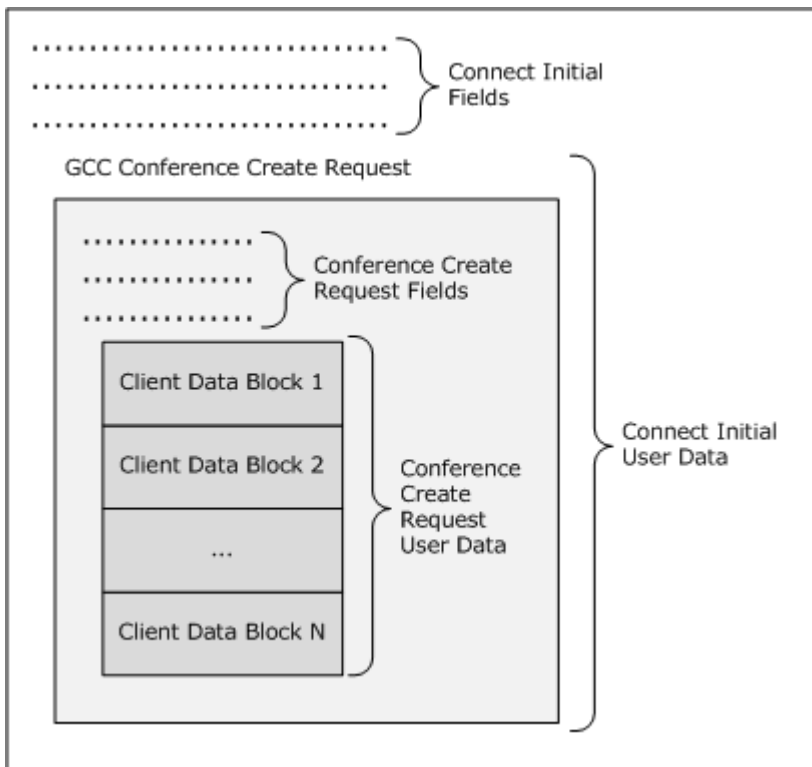 Connect Initial
Fields
GCC Conference Create Request
Conference Create
Request Fields
Client Data Block 1
Client Data Block 2
...
Client Data Block N
Conference
Create
Request
User Data
Connect Initial
User Data